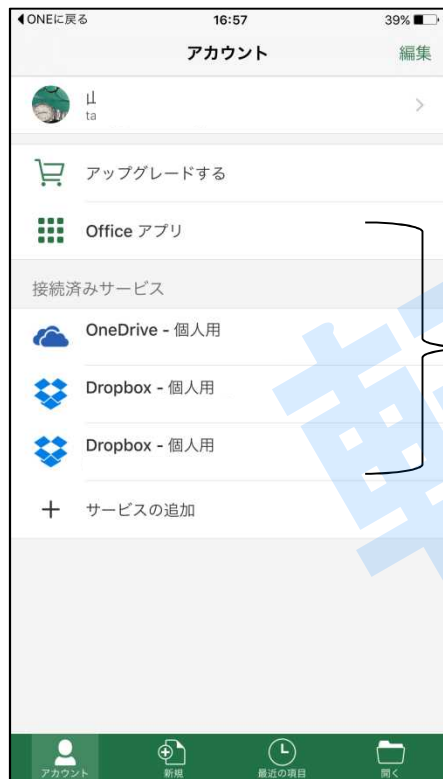 ◀ONEに戻る 16:57 39%
アカウント 編集
山
ta
アップグレードする
Office アプリ
接続済みサービス
OneDrive - 個人用
Dropbox - 個人用
Dropbox - 個人用
+ サービスの追加
アカウント 新規 最近の項目 開く